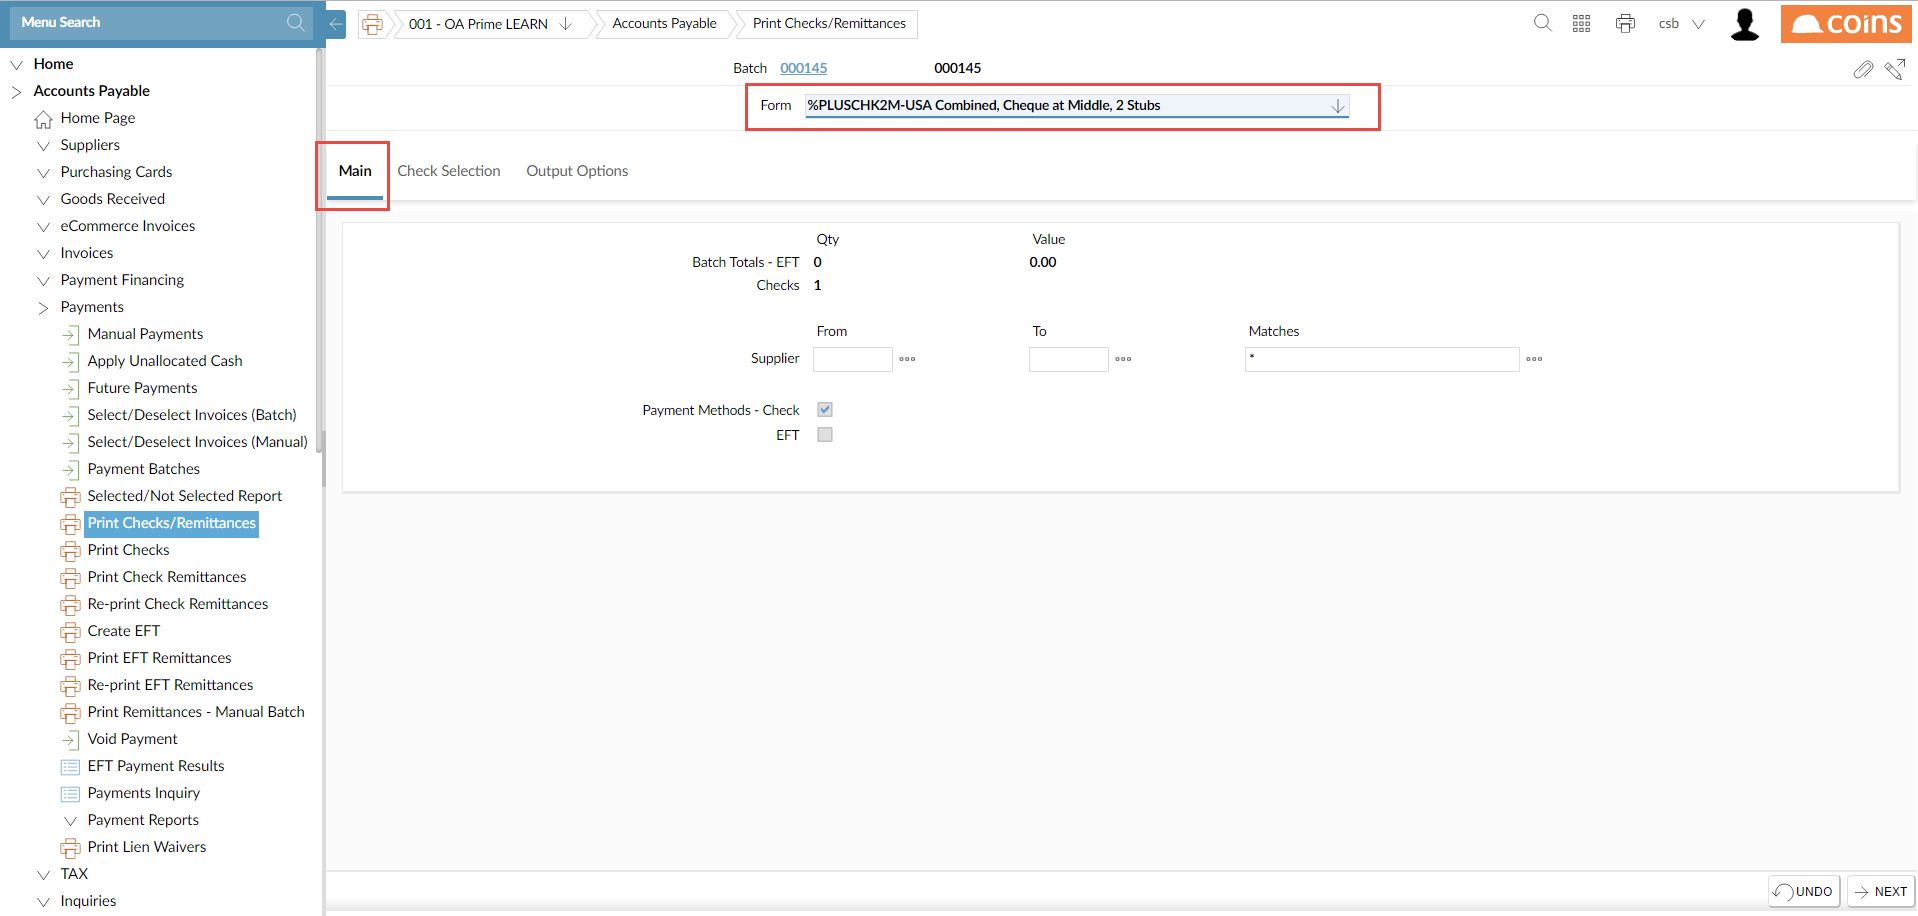 Menu Search
001 - OA Prime LEARN
Accounts Payable
Print Checks/Remittances
csb
coins
Home
Accounts Payable
Home Page
Suppliers
Purchasing Cards
Goods Received
eCommerce Invoices
Invoices
Payment Financing
Payments
Manual Payments
Apply Unallocated Cash
Future Payments
Select/Deselect Invoices (Batch)
Select/Deselect Invoices (Manual)
Payment Batches
Selected/Not Selected Report
Print Checks/Remittances
Print Checks
Print Check Remittances
Re-print Check Remittances
Create EFT
Print EFT Remittances
Re-print EFT Remittances
Print Remittances - Manual Batch
Void Payment
EFT Payment Results
Payments Inquiry
Payment Reports
Print Lien Waivers
TAX
Inquiries
Batch 000145 000145
Form %PLUSCHK2M-USA Combined, Cheque at Middle, 2 Stubs
Main Check Selection Output Options
Qty Value
Batch Totals - EFT 0 0.00
Checks 1
From To Matches
Supplier *
Payment Methods - Check
EFT
UNDO NEXT